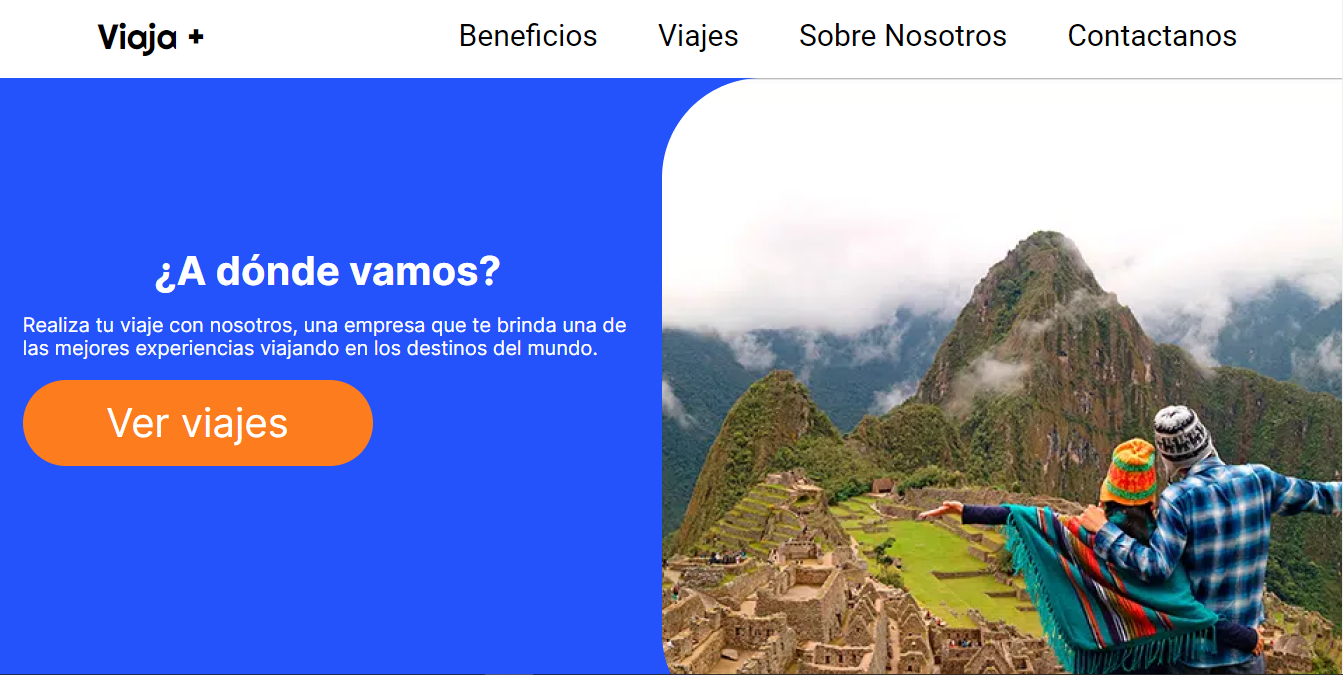 Viaja +
Beneficios
Viajes
Sobre Nosotros
Contactanos
¿A dónde vamos?
Realiza tu viaje con nosotros, una empresa que te brinda una de
las mejores experiencias viajando en los destinos del mundo.
Ver viajes